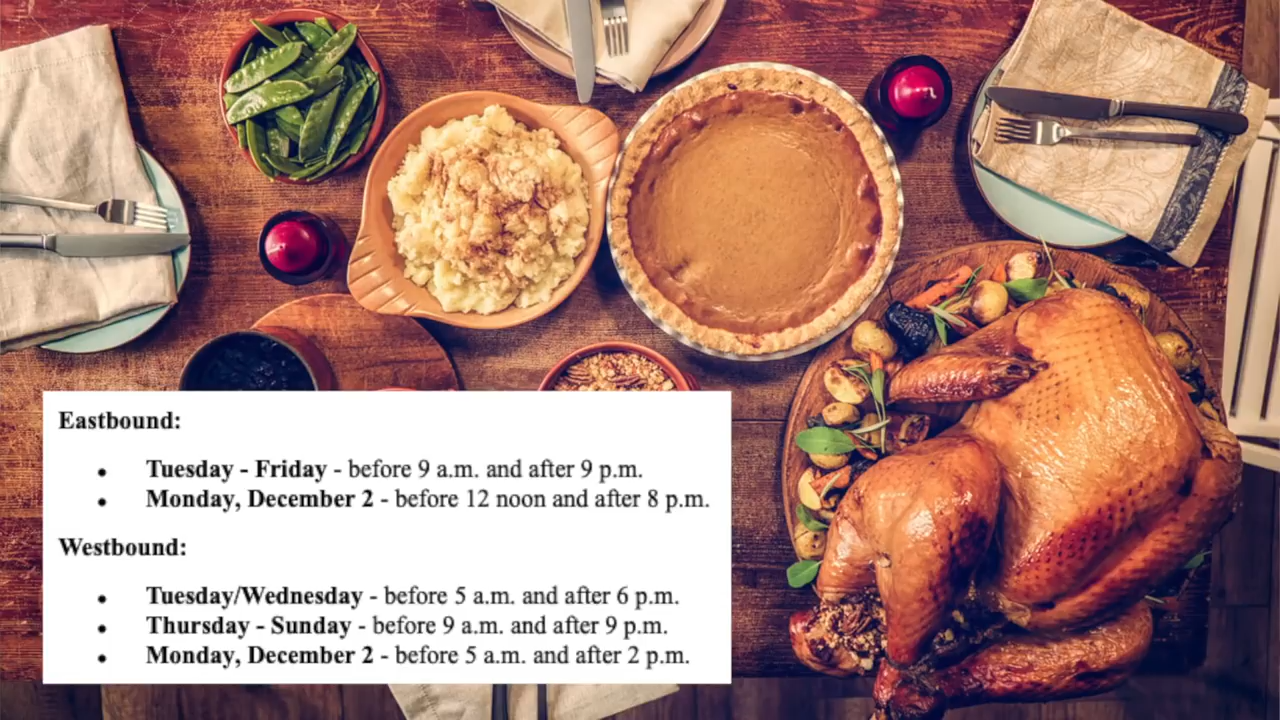 Eastbound:
• Tuesday - Friday - before 9 a.m. and after 9 p.m.
• Monday, December 2 - before 12 noon and after 8 p.m.
Westbound:
• Tuesday/Wednesday - before 5 a.m. and after 6 p.m.
• Thursday - Sunday - before 9 a.m. and after 9 p.m.
• Monday, December 2 - before 5 a.m. and after 2 p.m.